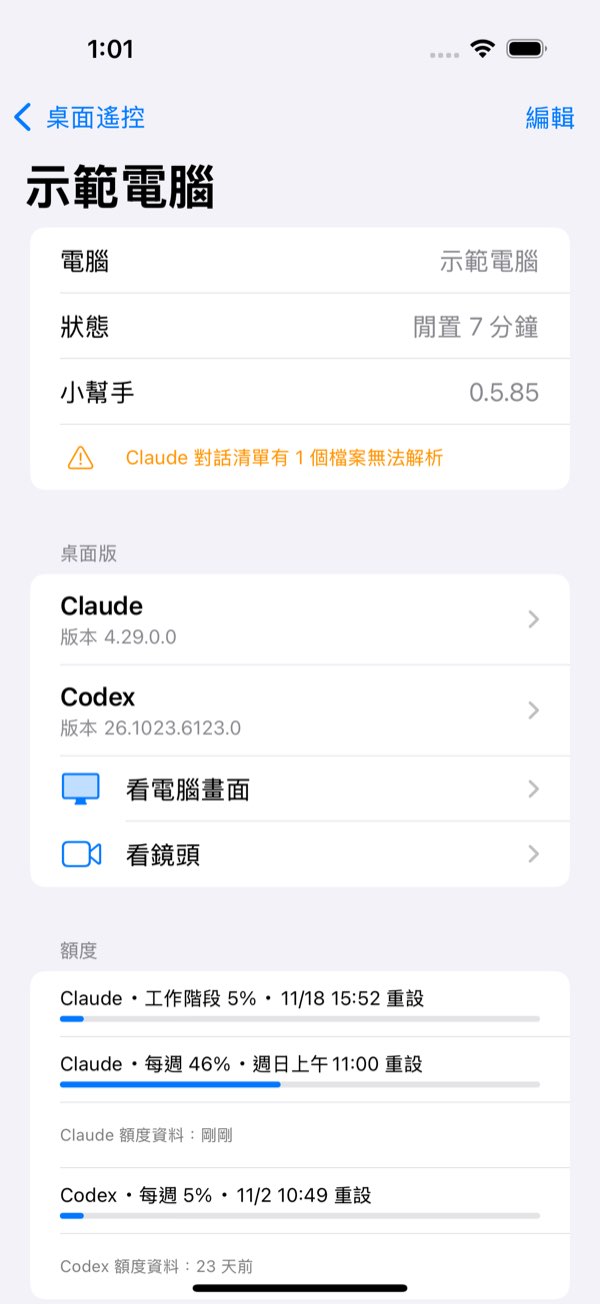 1:01
桌面遙控
編輯
示範電腦
電腦 示範電腦
狀態 閒置 7 分鐘
小幫手 0.5.85
Claude 對話清單有 1 個檔案無法解析
桌面版
Claude
版本 4.29.0.0
Codex
版本 26.1023.6123.0
看電腦畫面
看鏡頭
額度
Claude・工作階段 5%・11/18 15:52 重設
Claude・每週 46%・週日上午11:00 重設
Claude 額度資料：剛剛
Codex・每週 5%・11/2 10:49 重設
Codex 額度資料：23 天前